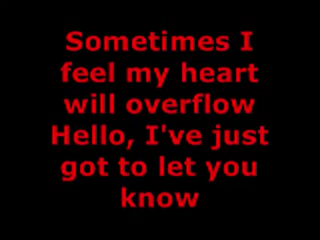 Sometimes I
feel my heart
will overflow
Hello, I've just
got to let you
know